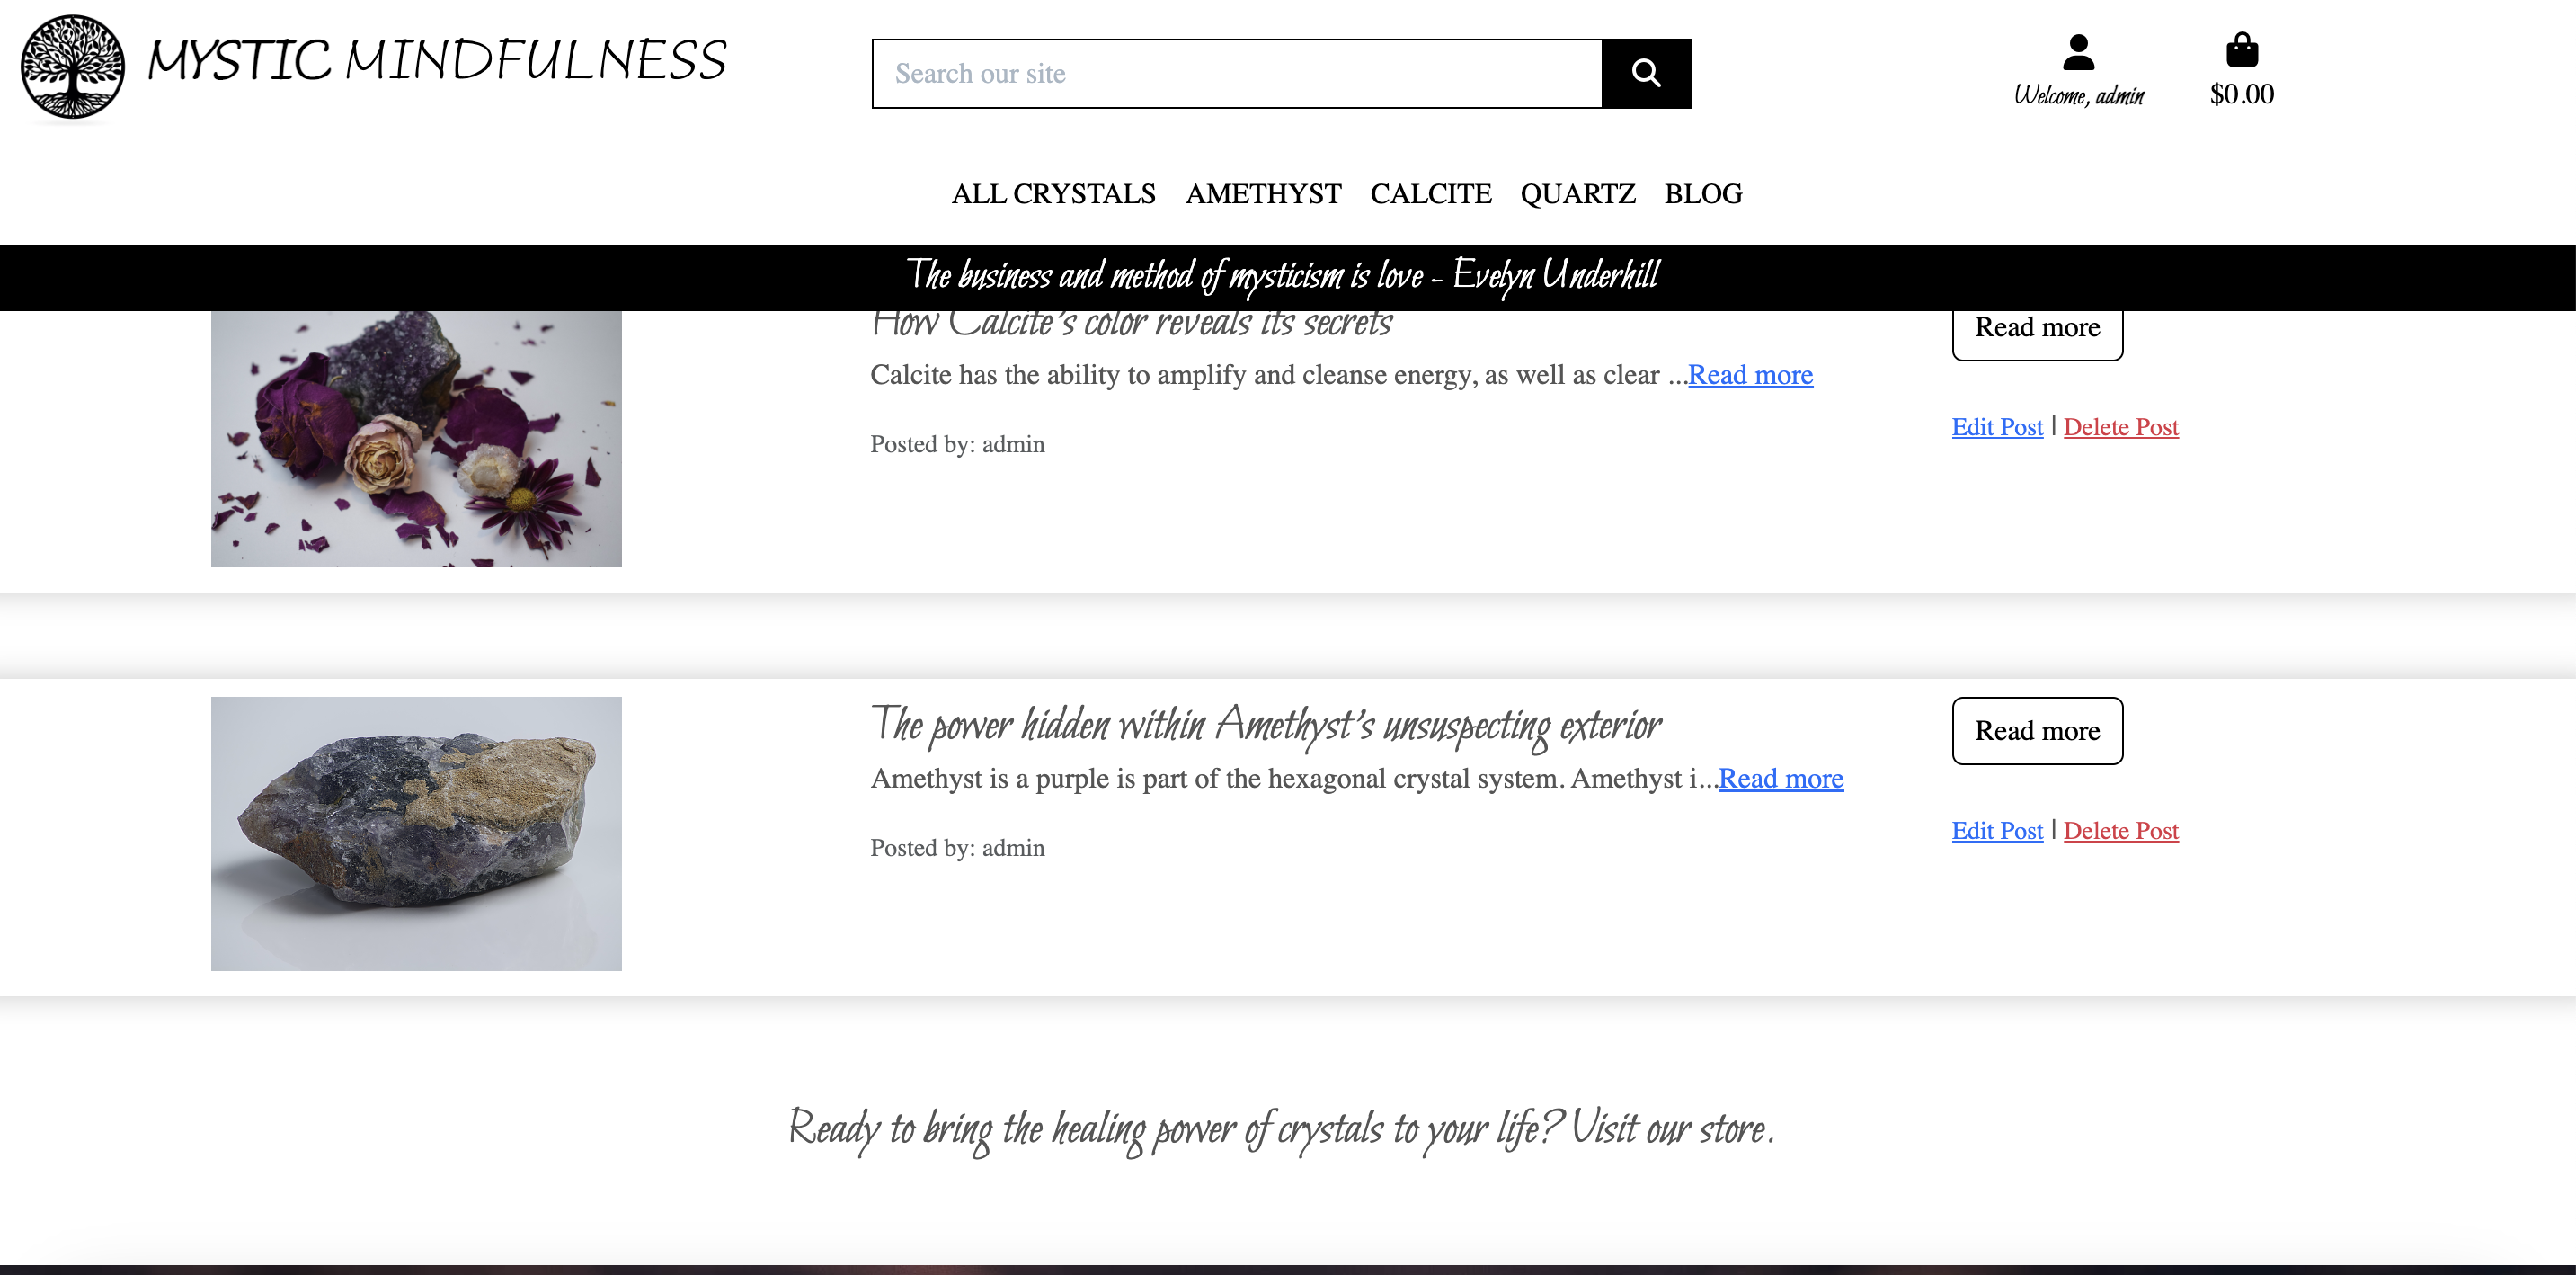 MYSTIC MINDFULNESS
Search our site
Welcome, admin
$0.00
ALL CRYSTALS AMETHYST CALCITE QUARTZ BLOG
The business and method of mysticism is love - Evelyn Underhill
How Calcite's color reveals its secrets
Read more
Calcite has the ability to amplify and cleanse energy, as well as clear ...Read more
Edit Post | Delete Post
Posted by: admin
The power hidden within Amethyst's unsuspecting exterior
Read more
Amethyst is a purple is part of the hexagonal crystal system. Amethyst i...Read more
Edit Post | Delete Post
Posted by: admin
Ready to bring the healing power of crystals to your life? Visit our store.